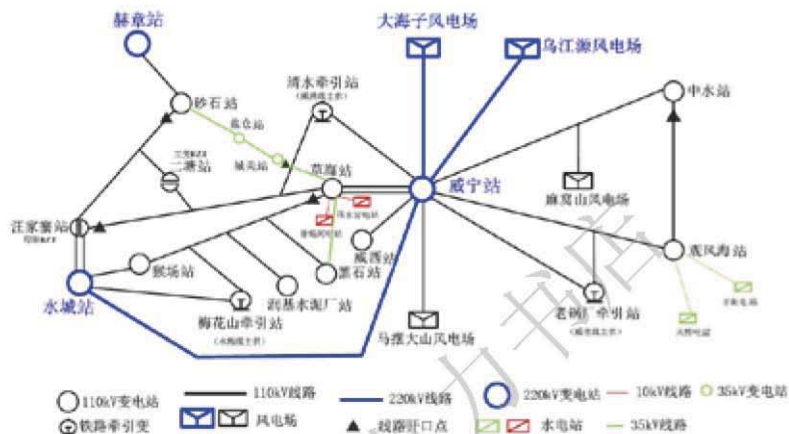 赫章站
大海子风电场
乌江源风电场
清水牵引站
砂石站
中水站
二塘站
草海站
威宁站
麻窝山风电场
汪家寨站
威西站
观风海站
猴场站
黑石站
润基水泥厂站
水城站
梅花山牵引站
老锅厂牵引站
马摆大山风电场
110kV变电站
110kV线路
220kV线路
220kV变电站
10kV线路
35kV变电站
铁路牵引变
风电场
线路开口点
水电站
35kV线路
力书店